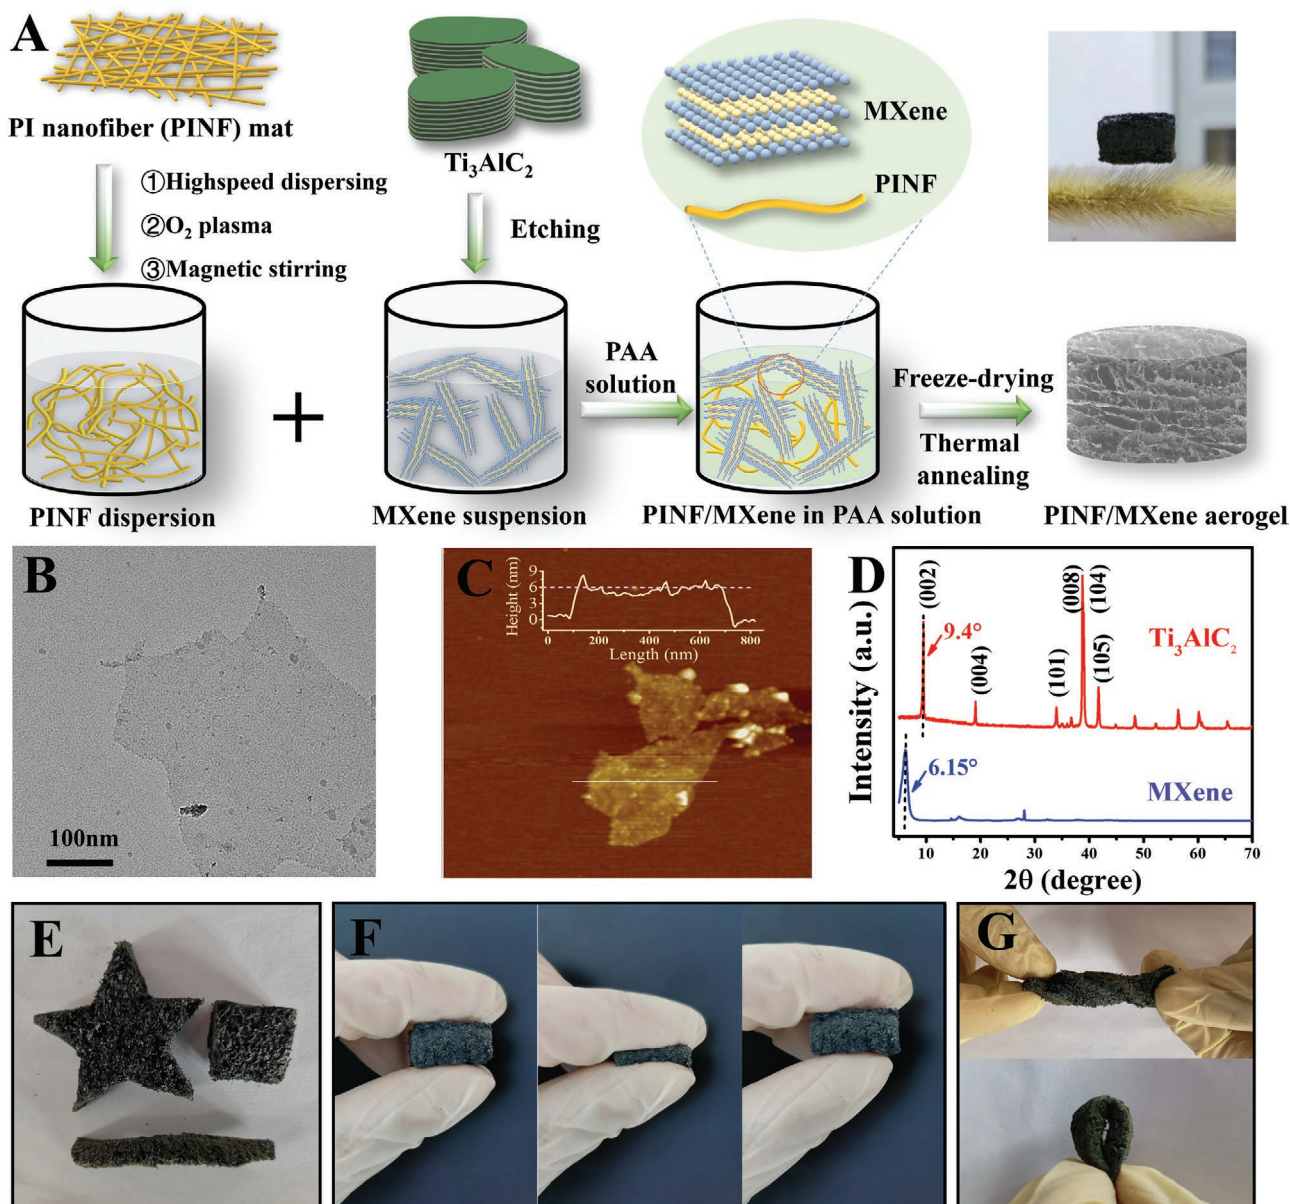 A
PI nanofiber (PINF) mat
①Highspeed dispersing
②O₂ plasma
③Magnetic stirring
PINF dispersion
+
Ti₃AlC₂
Etching
MXene suspension
PAA
solution
MXene
PINF
PINF/MXene in PAA solution
Freeze-drying
Thermal
annealing
PINF/MXene aerogel
B
100nm
C
Height (nm)
9
6
3
0
0
200
400
600
800
Length (nm)
D
Intensity (a.u.)
(002)
9.4°
(004)
(101)
(008)
(104)
(105)
Ti₃AlC₂
6.15°
MXene
10
20
30
40
50
60
70
2θ (degree)
E
F
G